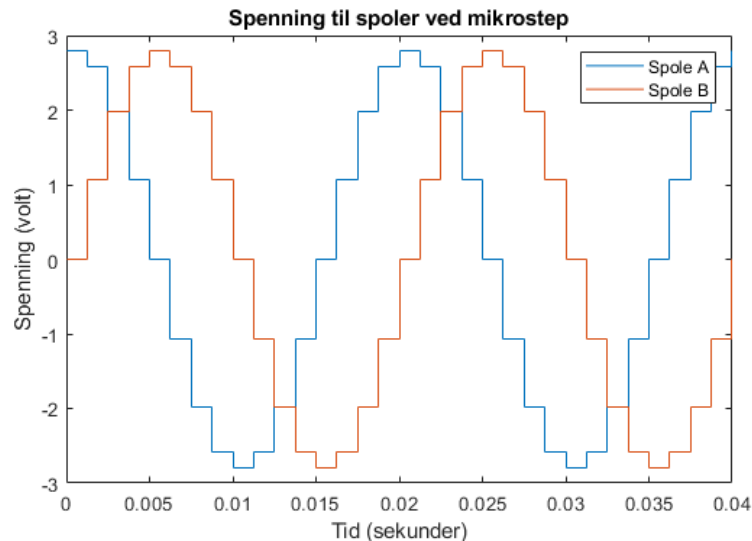 Spenning til spoler ved mikrostep
3
2
1
0
-1
-2
-3
Spenning (volt)
Spole A
Spole B
0 0.005 0.01 0.015 0.02 0.025 0.03 0.035 0.04
Tid (sekunder)